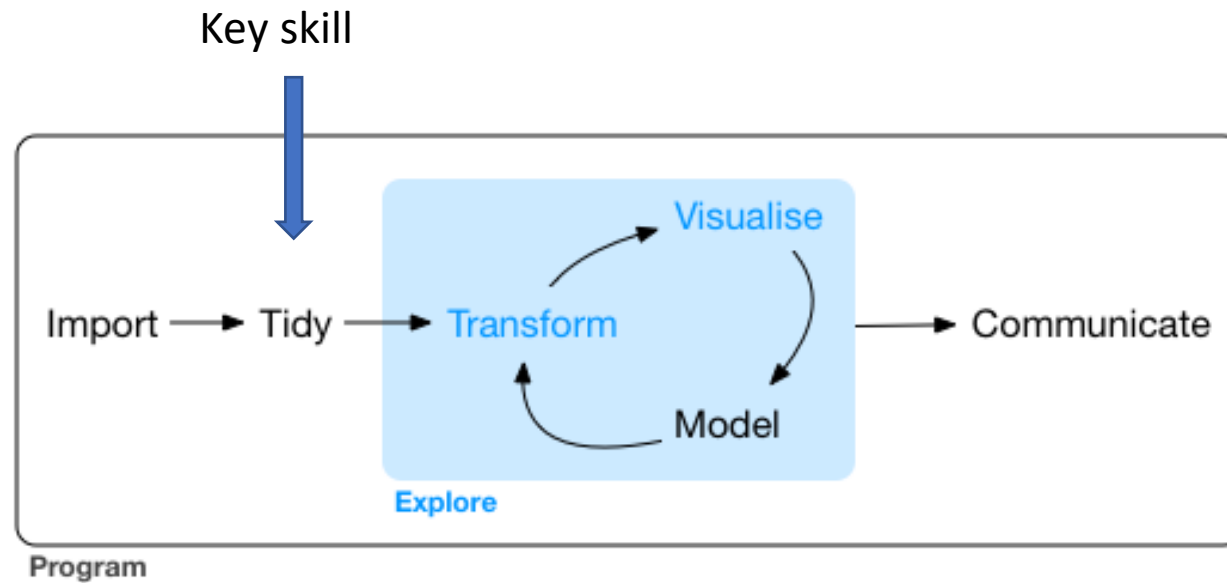 Key skill
Visualise
Import
Tidy
Transform
Communicate
Model
Explore
Program